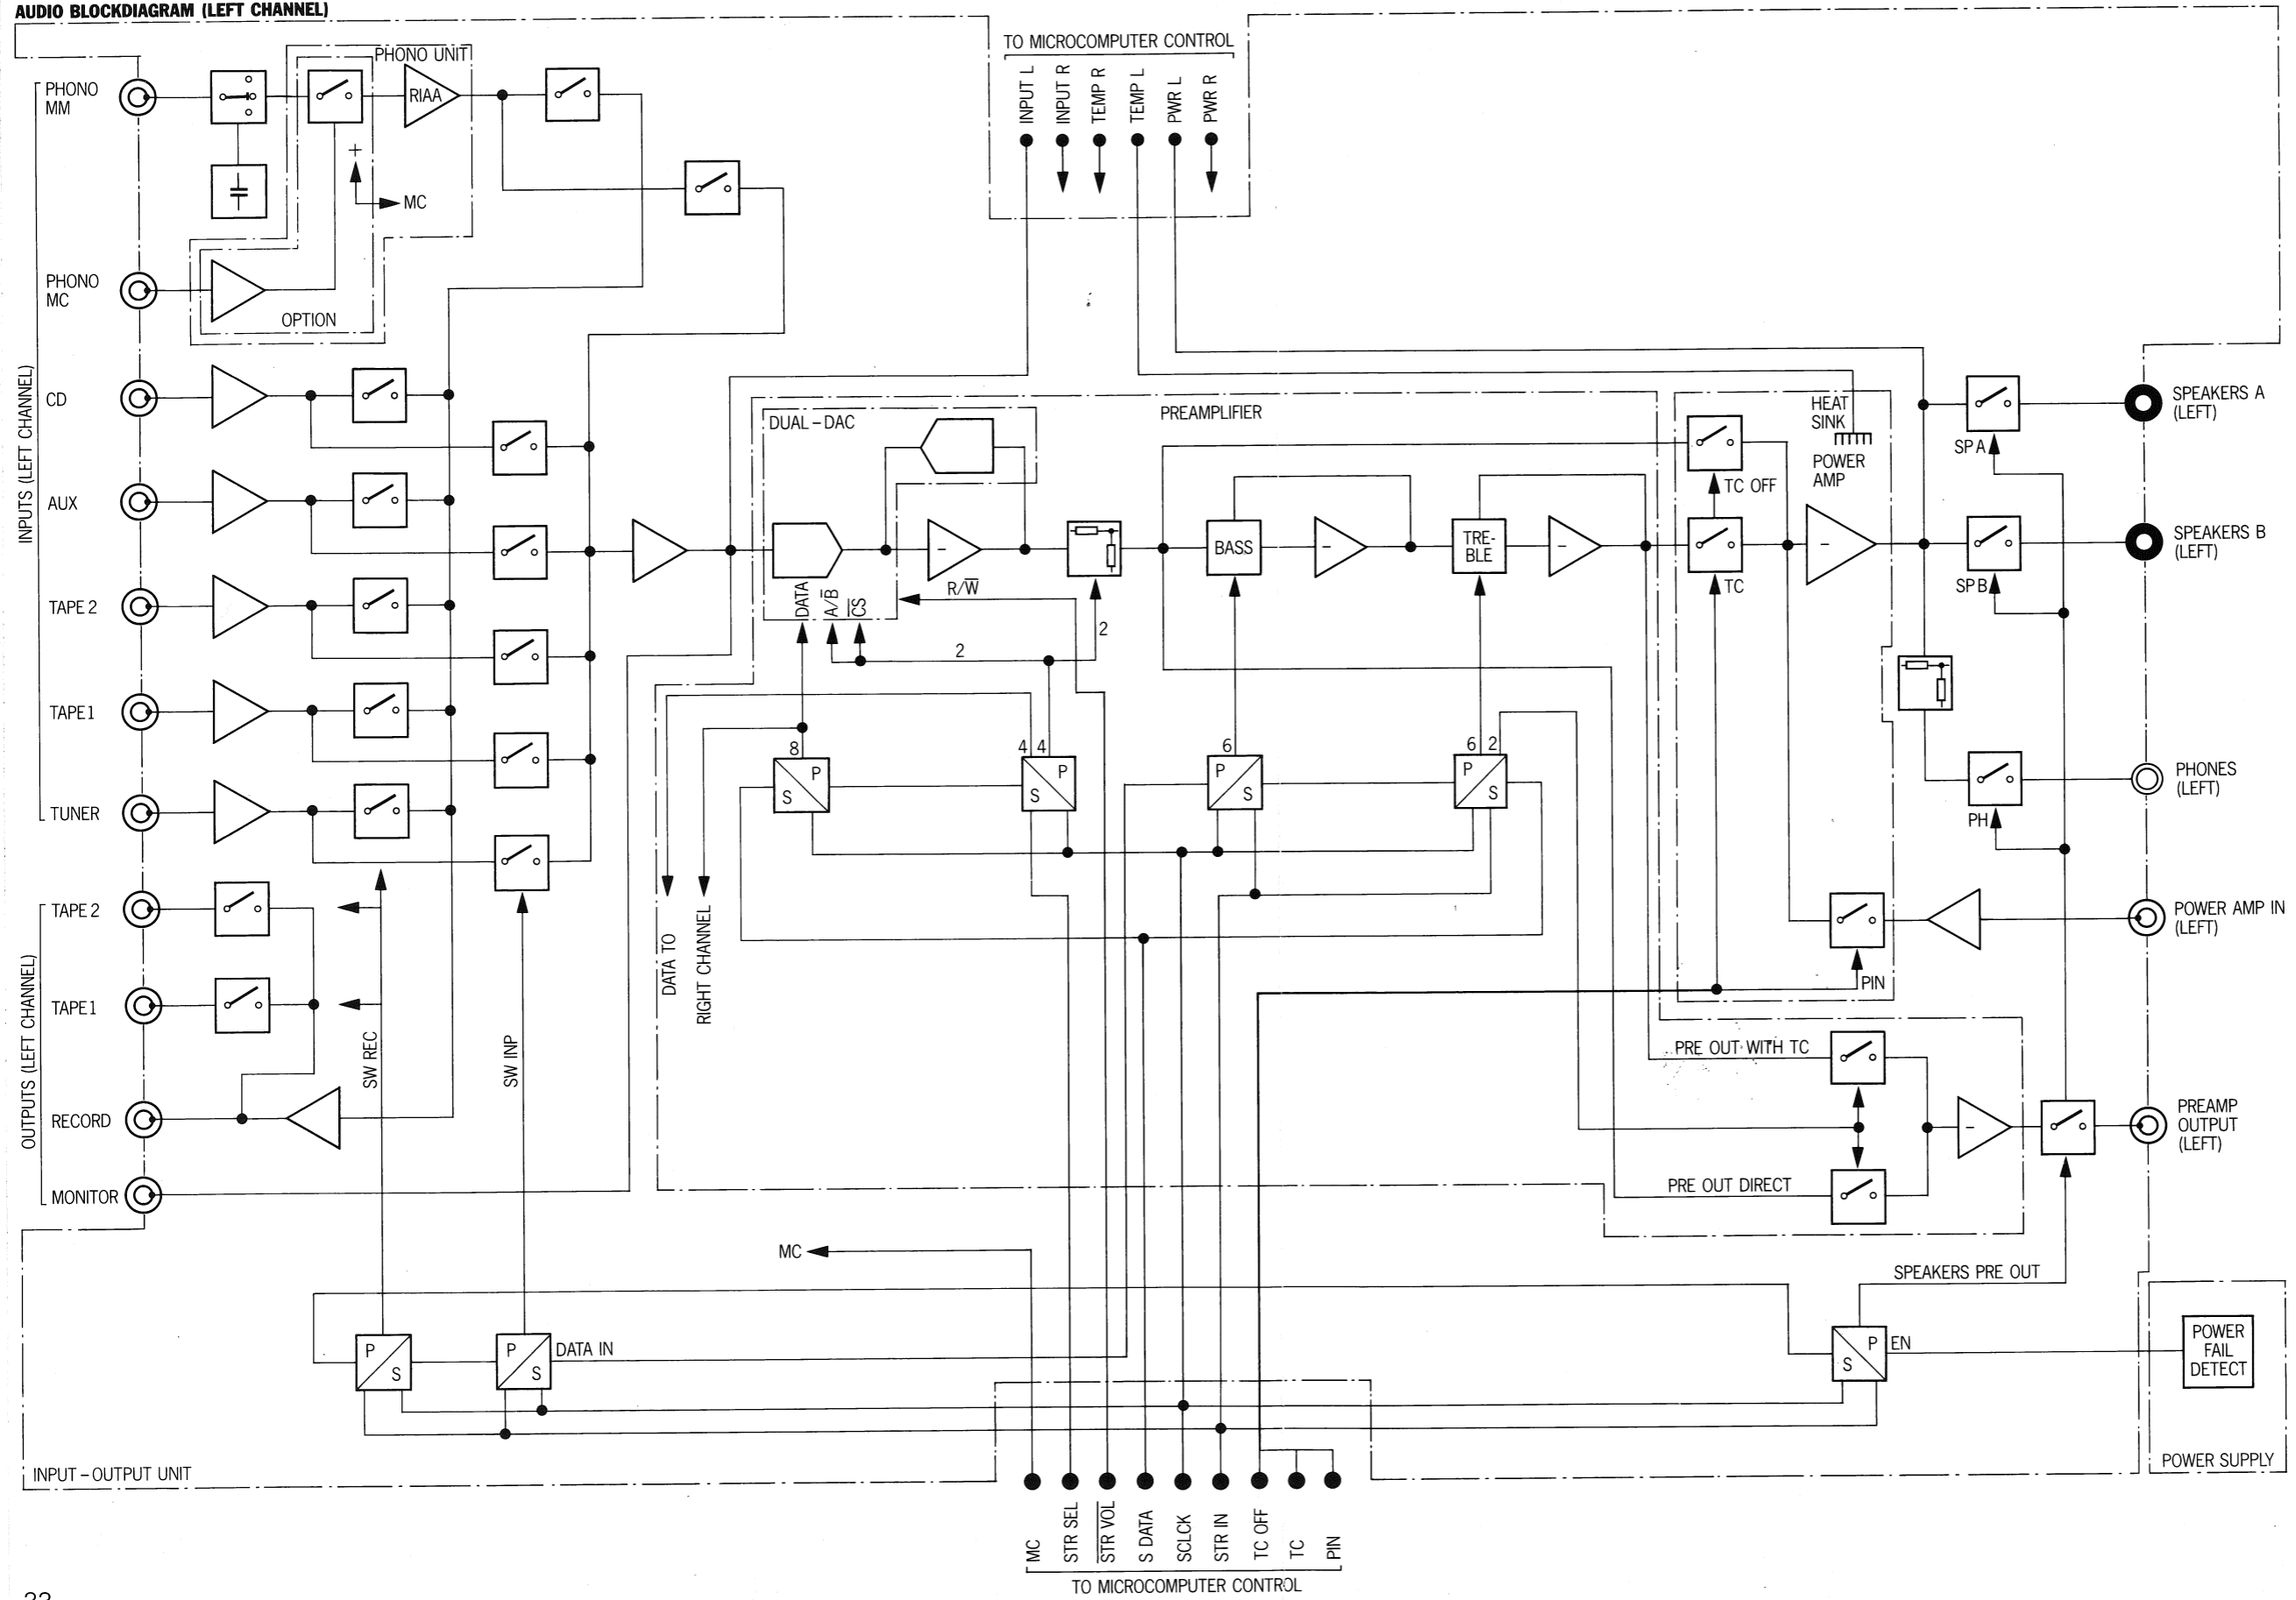 AUDIO BLOCKDIAGRAM (LEFT CHANNEL)
TO MICROCOMPUTER CONTROL
INPUT L
INPUT R
TEMP R
TEMP L
PWR L
PWR R
INPUTS (LEFT CHANNEL)
PHONO
MM
PHONO UNIT
RIAA
+
MC
PHONO
MC
OPTION
CD
AUX
TAPE 2
TAPE 1
TUNER
OUTPUTS (LEFT CHANNEL)
TAPE 2
TAPE 1
RECORD
MONITOR
SW REC
SW INP
DUAL-DAC
PREAMPLIFIER
DATA
A/B̅
C̅S̅
R/W̅
2
2
BASS
TRE-
BLE
HEAT
SINK
POWER
AMP
TC OFF
TC
SP A
SPEAKERS A
(LEFT)
SP B
SPEAKERS B
(LEFT)
8
P
S
4 4
P
S
6
P
S
6 2
P
S
PH
PHONES
(LEFT)
DATA TO
RIGHT CHANNEL
POWER AMP IN
(LEFT)
PIN
PRE OUT WITH TC
PRE OUT DIRECT
PREAMP
OUTPUT
(LEFT)
MC
SPEAKERS PRE OUT
P
S
P
S
DATA IN
P
S
EN
POWER
FAIL
DETECT
POWER SUPPLY
INPUT-OUTPUT UNIT
MC
STR SEL
S̅T̅R̅ V̅O̅L̅
S DATA
SCLCK
STR IN
TC OFF
TC
PIN
TO MICROCOMPUTER CONTROL